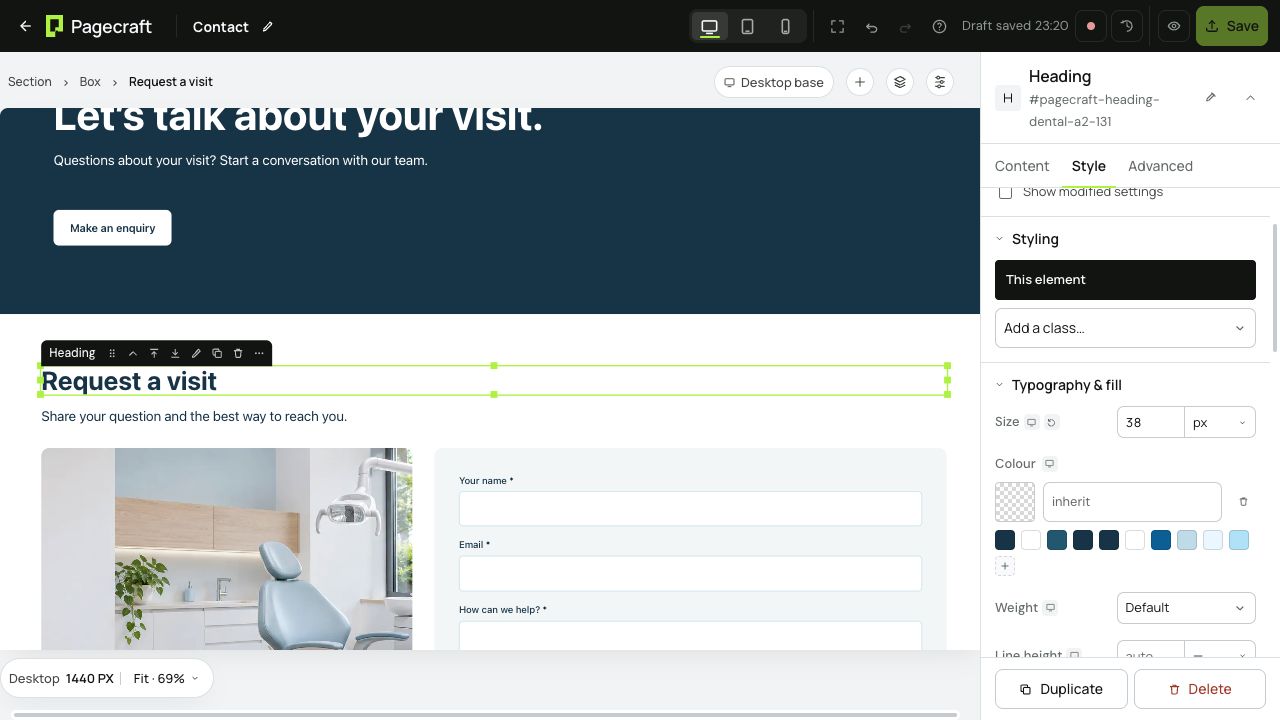 Pagecraft
Contact
Draft saved 23:20
Save
Section > Box > Request a visit
Desktop base
Let's talk about your visit.
Questions about your visit? Start a conversation with our team.
Make an enquiry
Heading
Request a visit
Share your question and the best way to reach you.
Your name *
Email *
How can we help? *
Desktop 1440 PX
Fit · 69%
H
Heading
#pagecraft-heading-
dental-a2-131
Content Style Advanced
Show modified settings
Styling
This element
Add a class...
Typography & fill
Size 38 px
Colour
inherit
Weight Default
Line height auto —
Duplicate
Delete